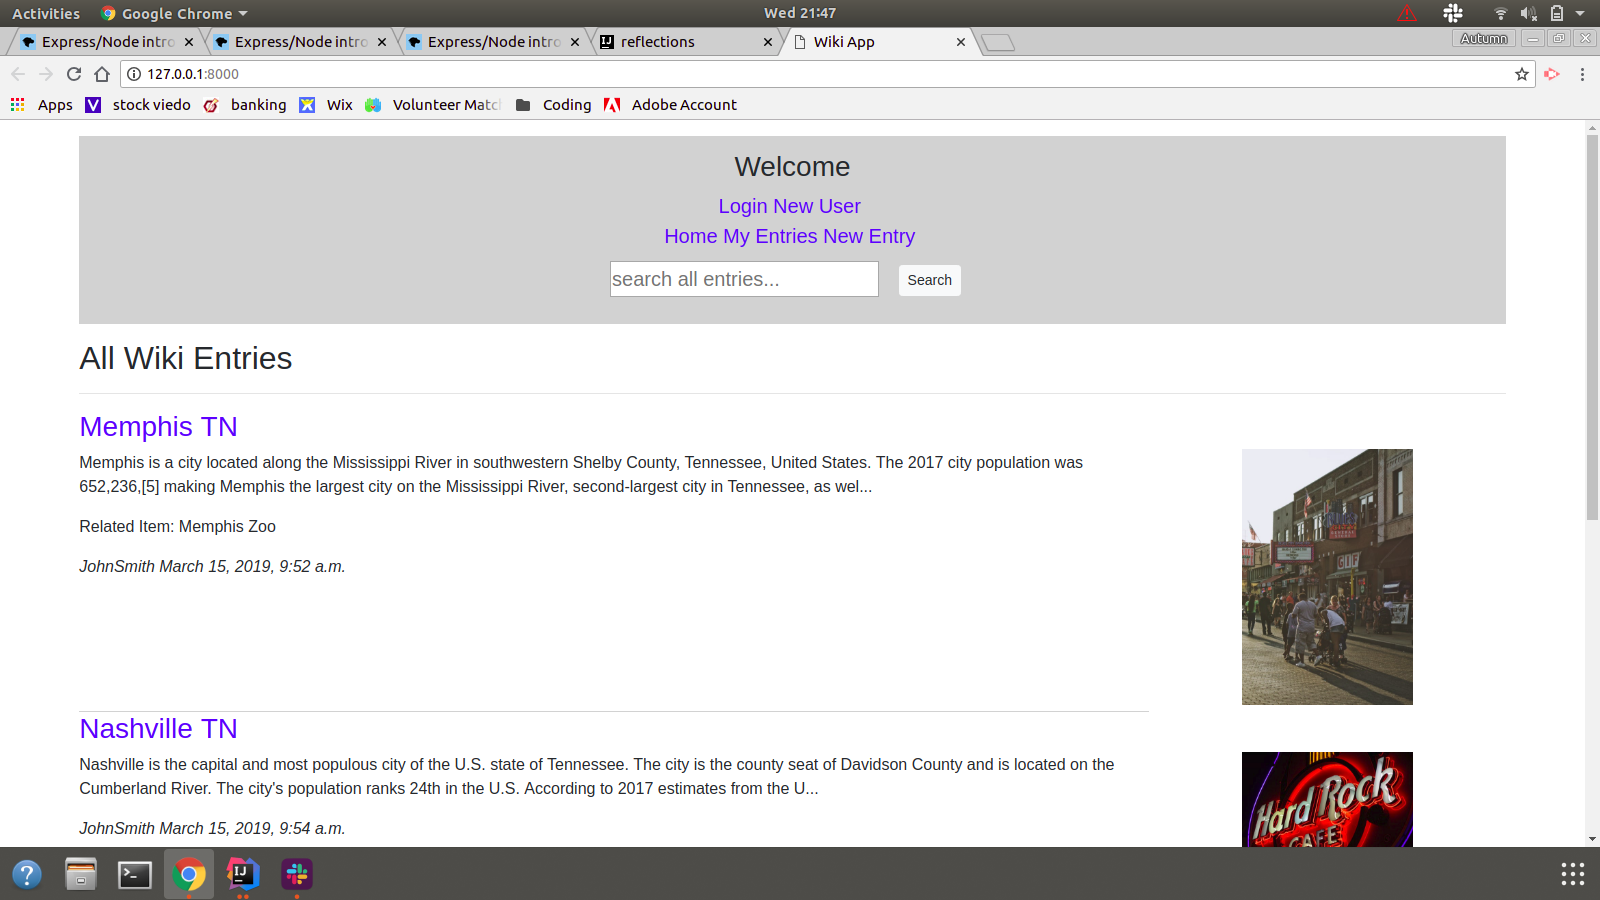 Activities
Google Chrome
Wed 21:47
Express/Node intro
Express/Node intro
Express/Node intro
reflections
Wiki App
Autumn
127.0.0.1:8000
Apps
stock viedo
banking
Wix
Volunteer Matc
Coding
Adobe Account
Welcome
Login New User
Home My Entries New Entry
search all entries...
Search
All Wiki Entries
Memphis TN
Memphis is a city located along the Mississippi River in southwestern Shelby County, Tennessee, United States. The 2017 city population was
652,236,[5] making Memphis the largest city on the Mississippi River, second-largest city in Tennessee, as wel...
Related Item: Memphis Zoo
JohnSmith March 15, 2019, 9:52 a.m.
GIF
Nashville TN
Nashville is the capital and most populous city of the U.S. state of Tennessee. The city is the county seat of Davidson County and is located on the
Cumberland River. The city's population ranks 24th in the U.S. According to 2017 estimates from the U...
JohnSmith March 15, 2019, 9:54 a.m.
Hard Rock
CAFE